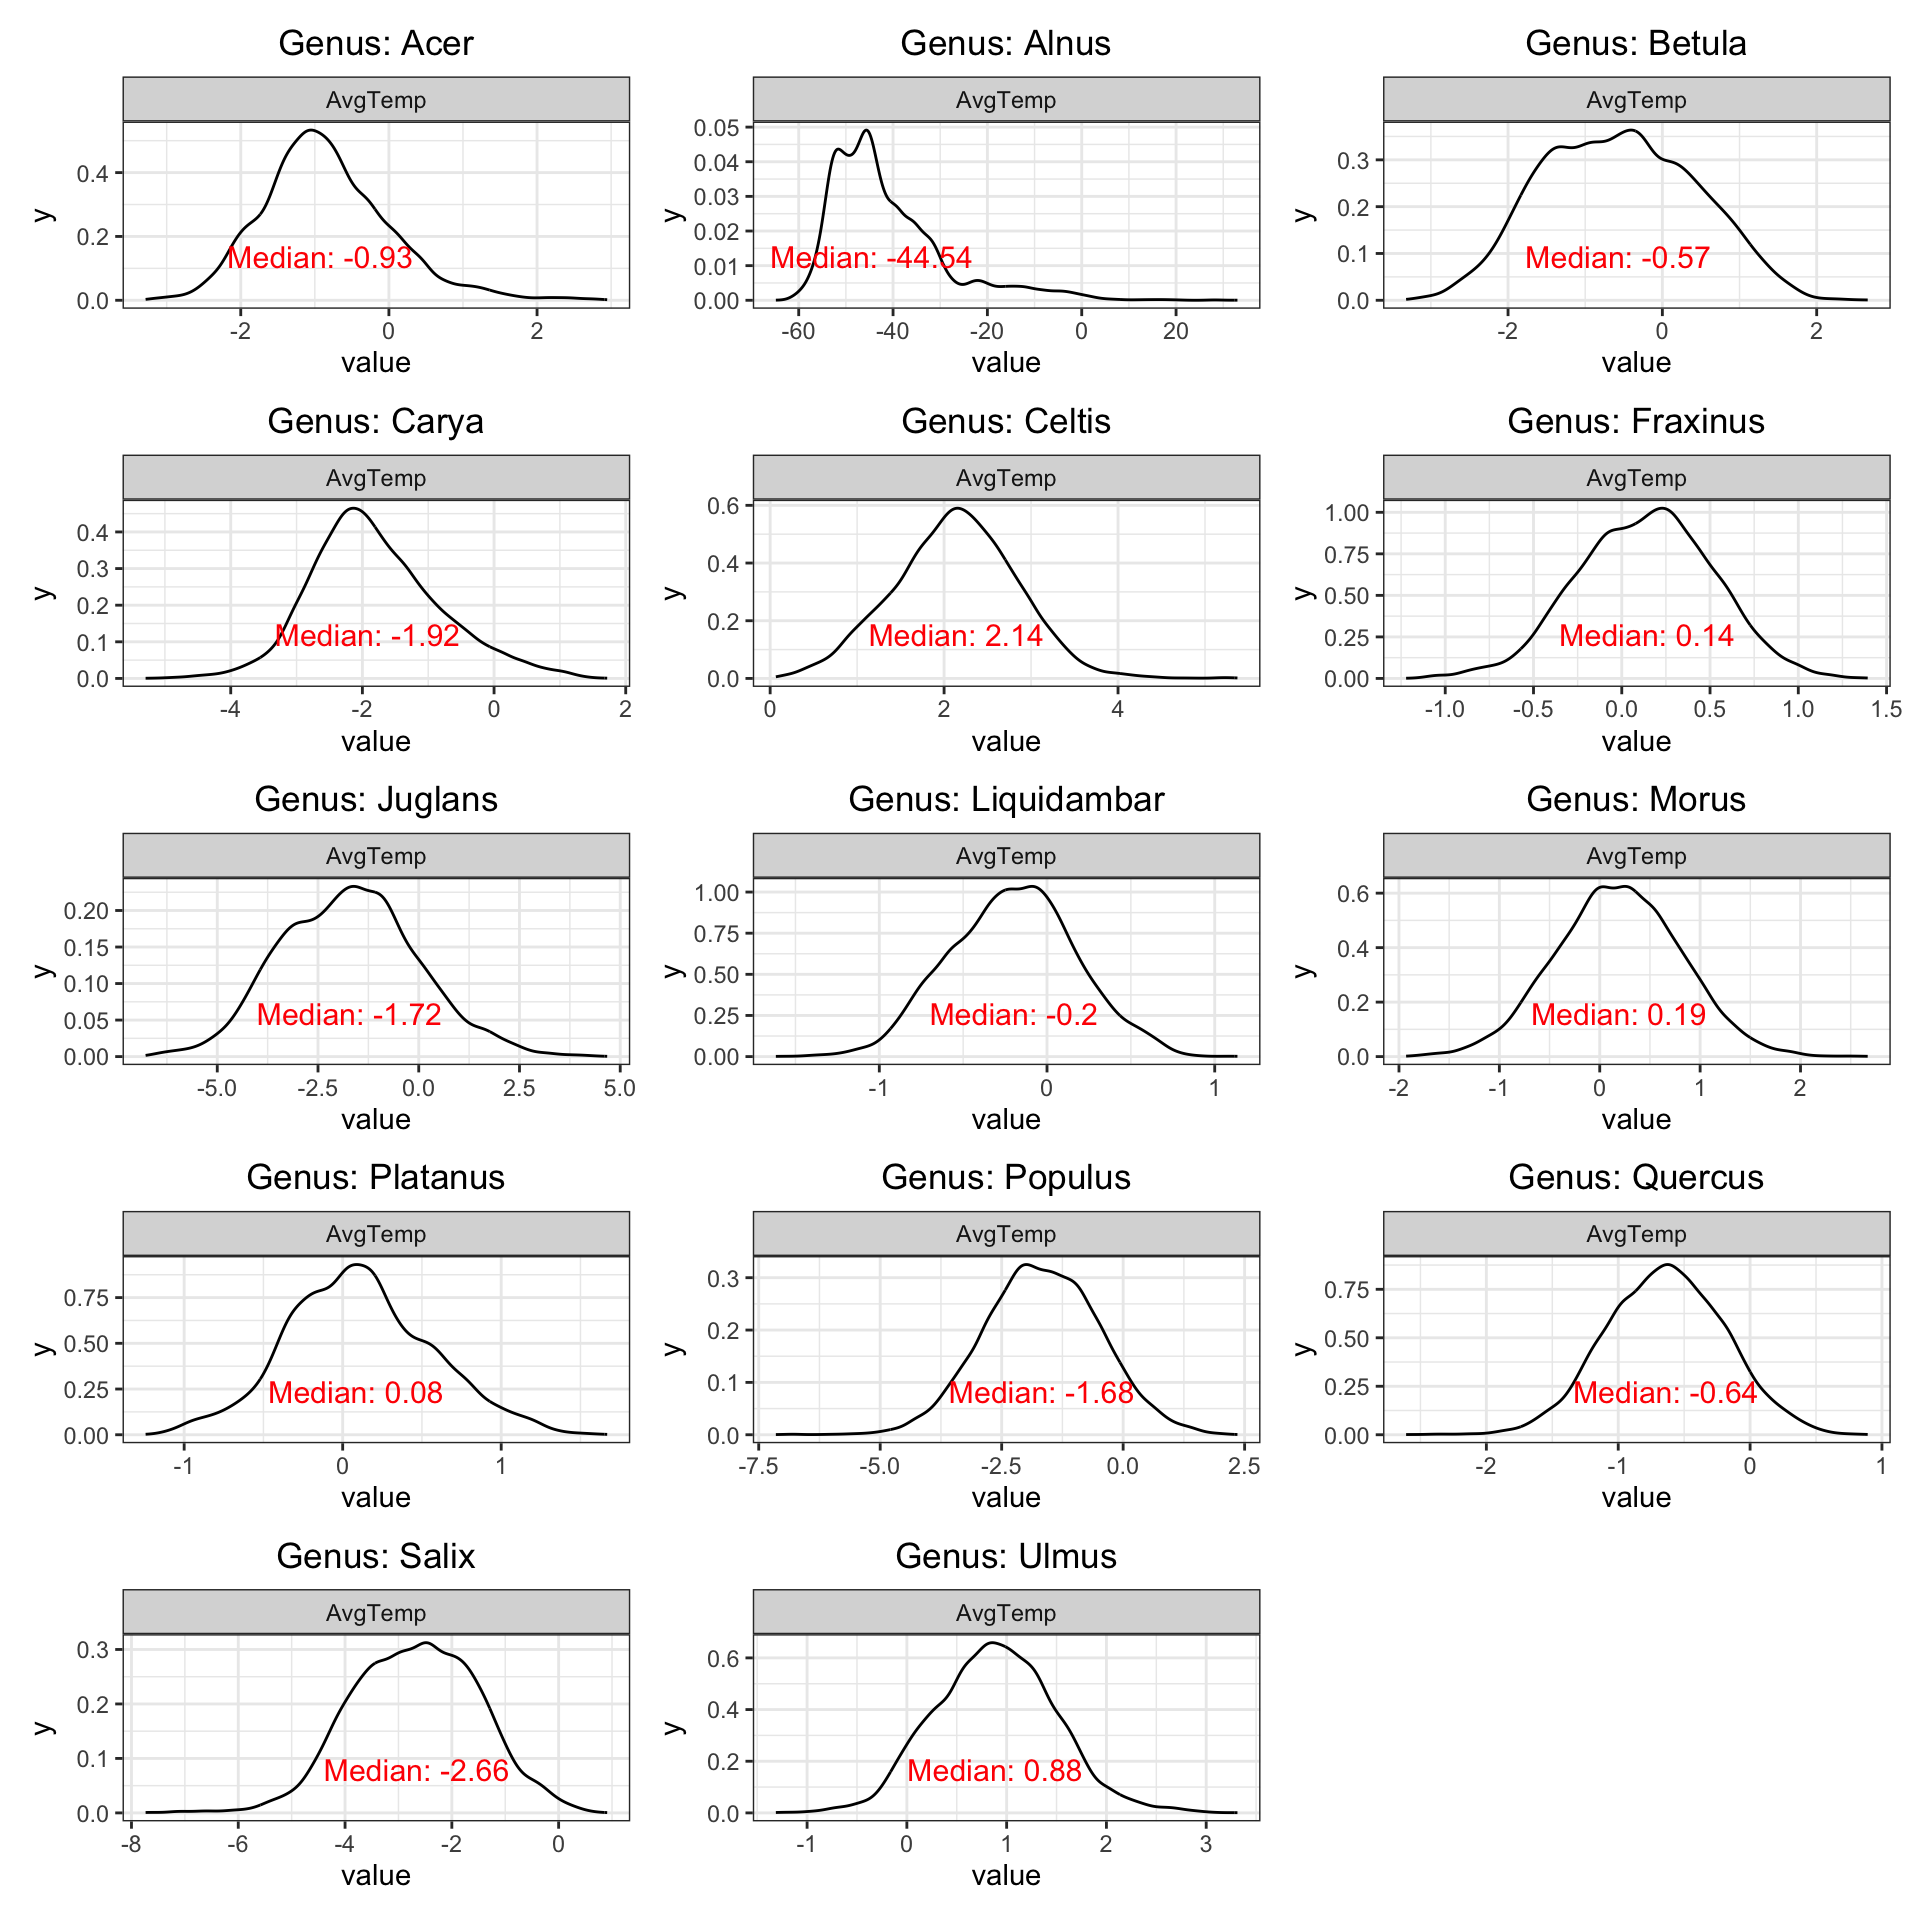 Genus: Acer
AvgTemp
y
0.4
0.2
0.0
Median: -0.93
-2 0 2
value
Genus: Alnus
AvgTemp
y
0.05
0.04
0.03
0.02
0.01
0.00
Median: -44.54
-60 -40 -20 0 20
value
Genus: Betula
AvgTemp
y
0.3
0.2
0.1
0.0
Median: -0.57
-2 0 2
value
Genus: Carya
AvgTemp
y
0.4
0.3
0.2
0.1
0.0
Median: -1.92
-4 -2 0 2
value
Genus: Celtis
AvgTemp
y
0.6
0.4
0.2
0.0
Median: 2.14
0 2 4
value
Genus: Fraxinus
AvgTemp
y
1.00
0.75
0.50
0.25
0.00
Median: 0.14
-1.0 -0.5 0.0 0.5 1.0 1.5
value
Genus: Juglans
AvgTemp
y
0.20
0.15
0.10
0.05
0.00
Median: -1.72
-5.0 -2.5 0.0 2.5 5.0
value
Genus: Liquidambar
AvgTemp
y
1.00
0.75
0.50
0.25
0.00
Median: -0.2
-1 0 1
value
Genus: Morus
AvgTemp
y
0.6
0.4
0.2
0.0
Median: 0.19
-2 -1 0 1 2
value
Genus: Platanus
AvgTemp
y
0.75
0.50
0.25
0.00
Median: 0.08
-1 0 1
value
Genus: Populus
AvgTemp
y
0.3
0.2
0.1
0.0
Median: -1.68
-7.5 -5.0 -2.5 0.0 2.5
value
Genus: Quercus
AvgTemp
y
0.75
0.50
0.25
0.00
Median: -0.64
-2 -1 0 1
value
Genus: Salix
AvgTemp
y
0.3
0.2
0.1
0.0
Median: -2.66
-8 -6 -4 -2 0
value
Genus: Ulmus
AvgTemp
y
0.6
0.4
0.2
0.0
Median: 0.88
-1 0 1 2 3
value